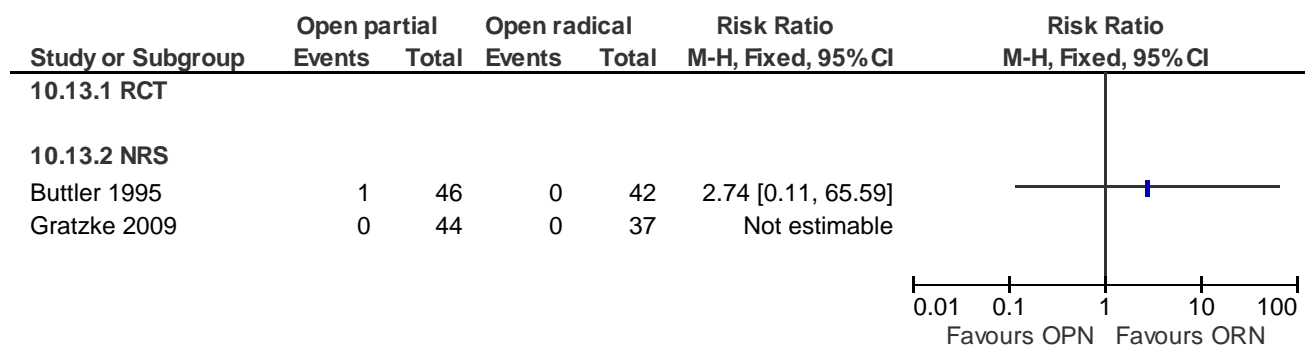 Open partial Open radical Risk Ratio Risk Ratio
Study or Subgroup Events Total Events Total M-H, Fixed, 95% CI M-H, Fixed, 95% CI
10.13.1 RCT
10.13.2 NRS
Buttler 1995 1 46 0 42 2.74 [0.11, 65.59]
Gratzke 2009 0 44 0 37 Not estimable
0.01 0.1 1 10 100
Favours OPN Favours ORN